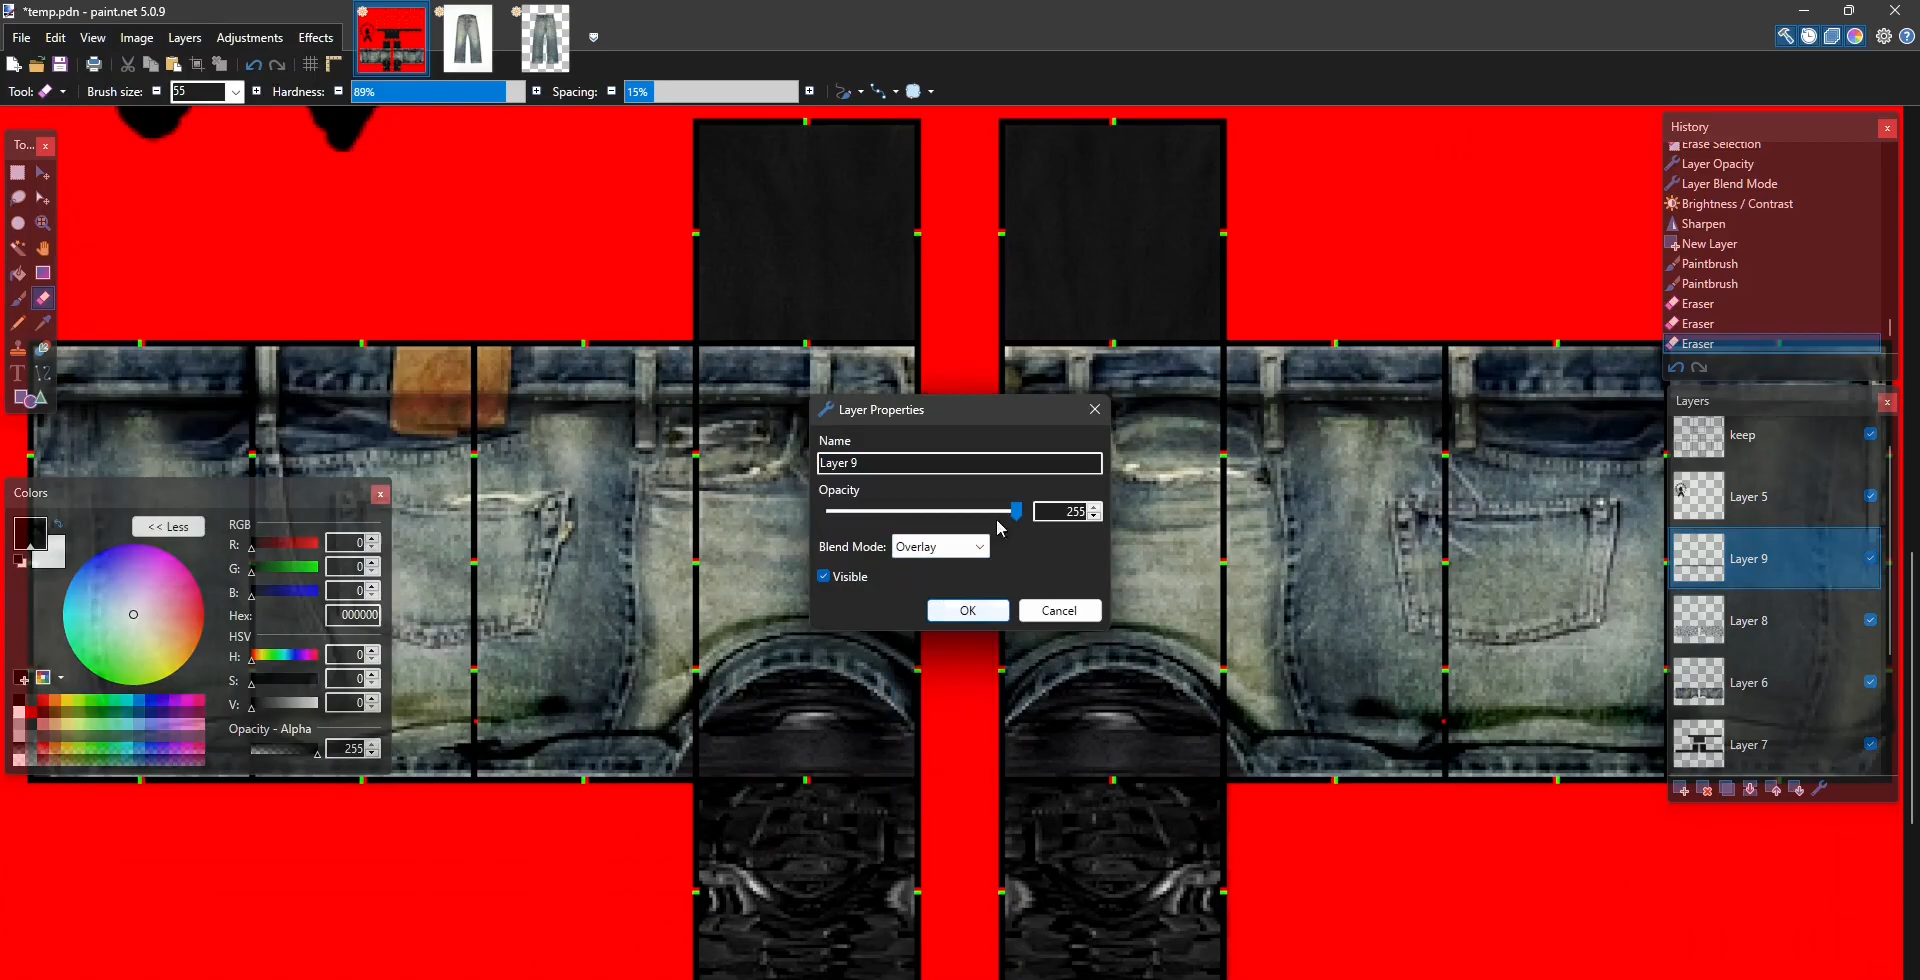 *temp.pdn - paint.net 5.0.9
File Edit View Image Layers Adjustments Effects
Tool: Brush size: 55 Hardness: 89% Spacing: 15%
To...
History
Erase Selection
Layer Opacity
Layer Blend Mode
Brightness / Contrast
Sharpen
New Layer
Paintbrush
Paintbrush
Eraser
Eraser
Eraser
Layers
keep
Layer 5
Layer 9
Layer 8
Layer 6
Layer 7
Layer Properties
Name
Layer 9
Opacity
255
Blend Mode: Overlay
Visible
OK Cancel
Colors
<< Less
RGB
R: 0
G: 0
B: 0
Hex: 000000
HSV
H: 0
S: 0
V: 0
Opacity - Alpha
255